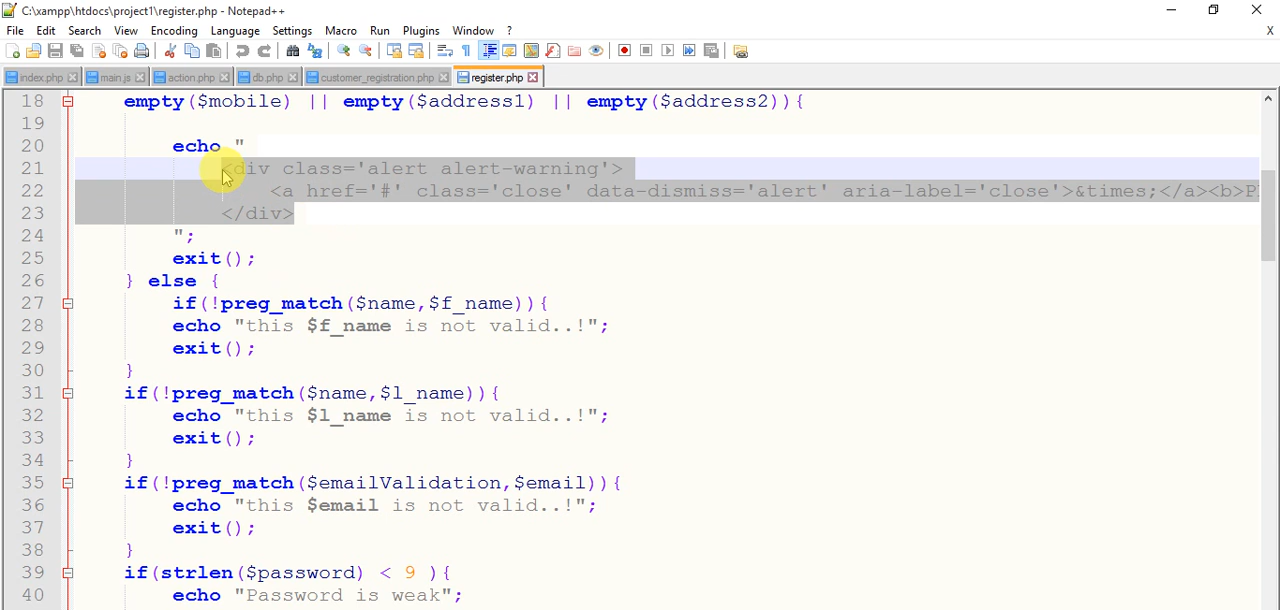 C:\xampp\htdocs\project1\register.php - Notepad++
File Edit Search View Encoding Language Settings Macro Run Plugins Window ? X
index.php main.js action.php db.php customer_registration.php register.php
18 empty($mobile) || empty($address1) || empty($address2)){
19
20 echo "
21 <div class='alert alert-warning'>
22 <a href='#' class='close' data-dismiss='alert' aria-label='close'>&times;</a><b>P
23 </div>
24 ";
25 exit();
26 } else {
27 if(!preg_match($name,$f_name)){
28 echo "this $f_name is not valid..!";
29 exit();
30 }
31 if(!preg_match($name,$l_name)){
32 echo "this $l_name is not valid..!";
33 exit();
34 }
35 if(!preg_match($emailValidation,$email)){
36 echo "this $email is not valid..!";
37 exit();
38 }
39 if(strlen($password) < 9 ){
40 echo "Password is weak";